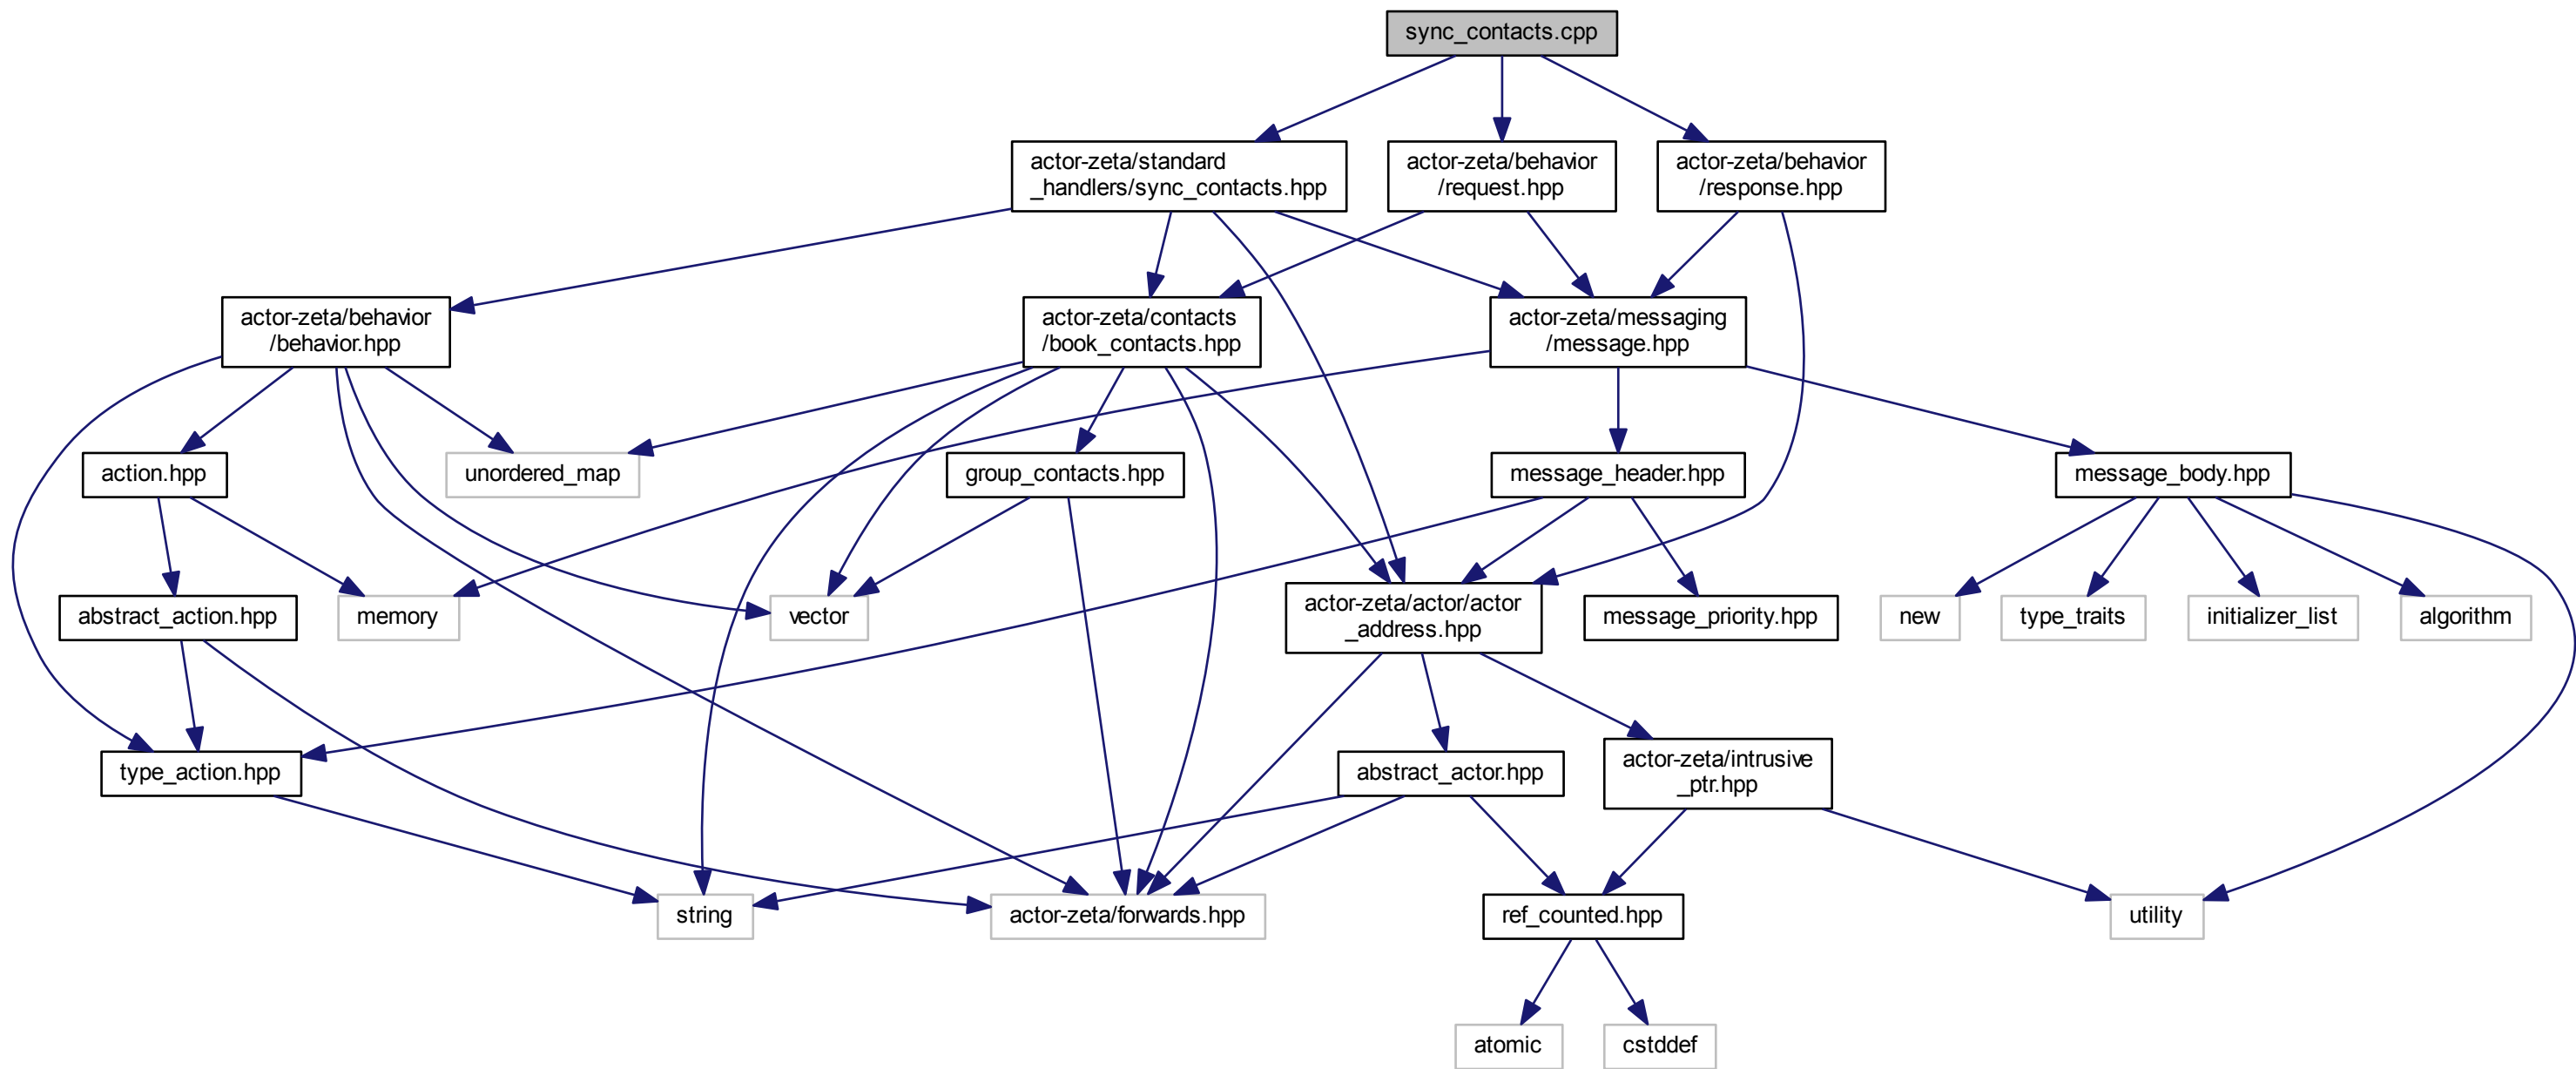 sync_contacts.cpp
actor-zeta/standard
_handlers/sync_contacts.hpp
actor-zeta/behavior
/request.hpp
actor-zeta/behavior
/response.hpp
actor-zeta/behavior
/behavior.hpp
actor-zeta/contacts
/book_contacts.hpp
actor-zeta/messaging
/message.hpp
action.hpp
unordered_map
group_contacts.hpp
message_header.hpp
message_body.hpp
abstract_action.hpp
memory
vector
actor-zeta/actor/actor
_address.hpp
message_priority.hpp
new
type_traits
initializer_list
algorithm
type_action.hpp
abstract_actor.hpp
actor-zeta/intrusive
_ptr.hpp
string
actor-zeta/forwards.hpp
ref_counted.hpp
utility
atomic
cstddef